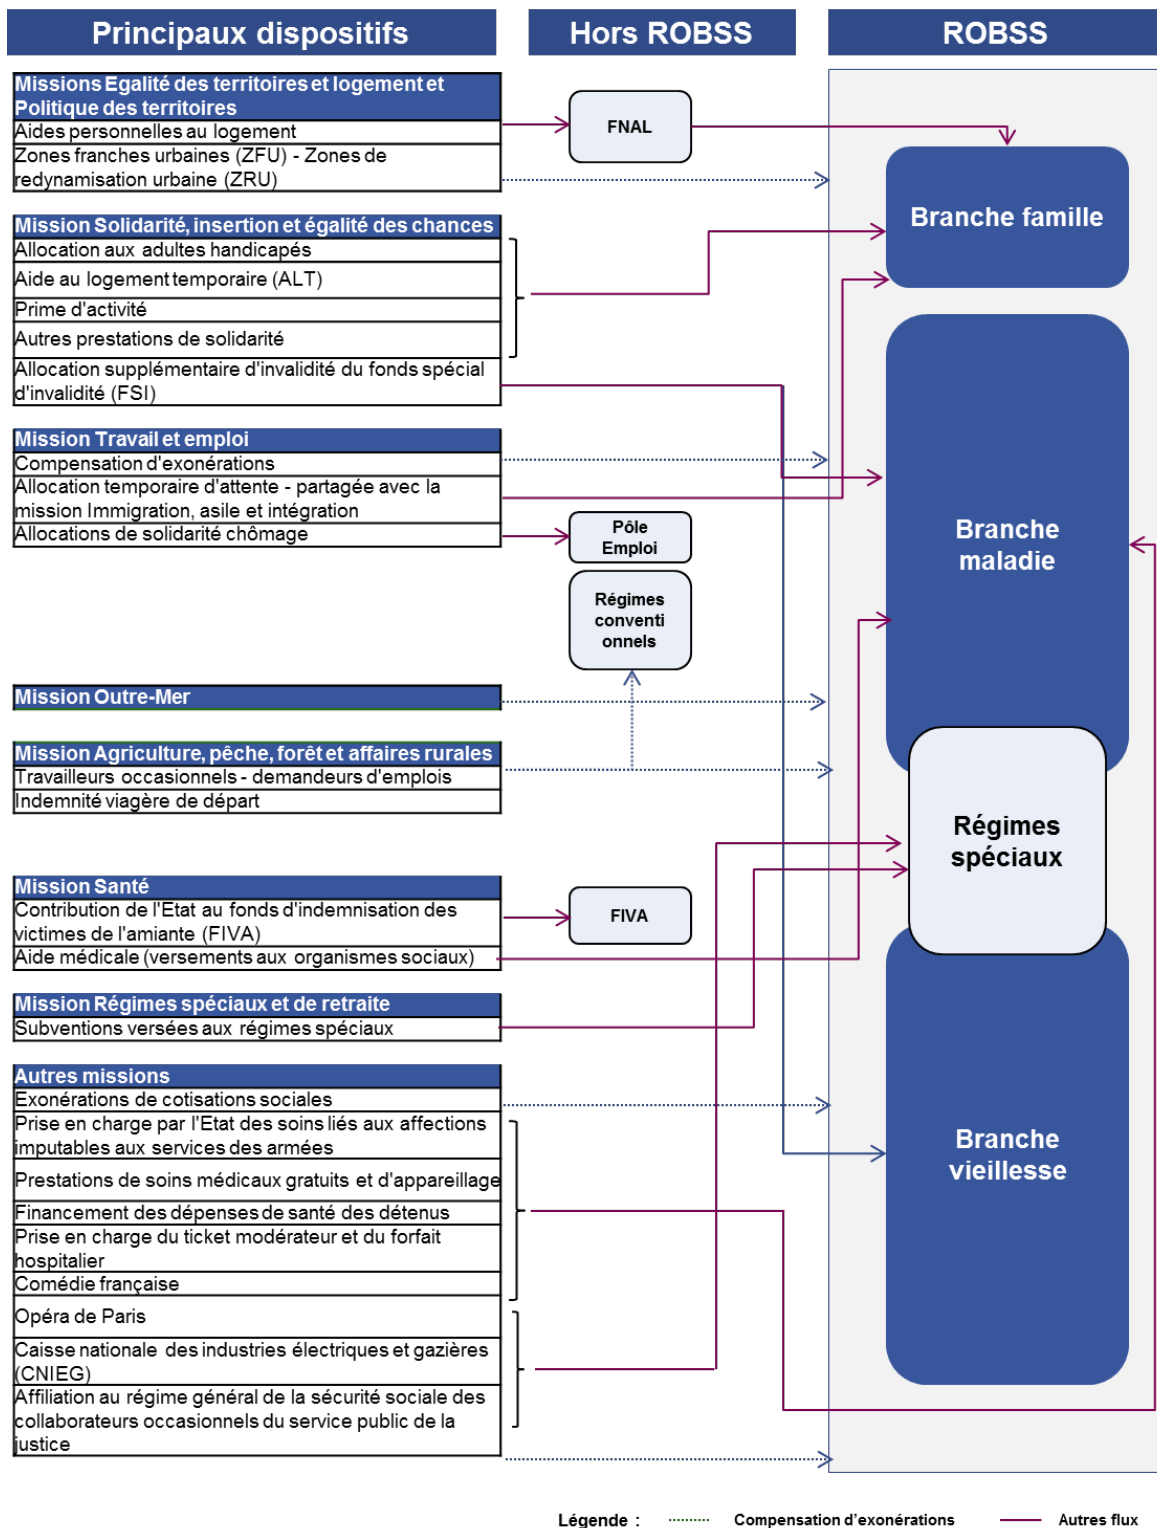 Principaux dispositifs
Hors ROBSS
ROBSS
Missions Egalité des territoires et logement et
Politique des territoires
Aides personnelles au logement
Zones franches urbaines (ZFU) - Zones de
redynamisation urbaine (ZRU)
FNAL
Branche famille
Mission Solidarité, insertion et égalité des chances
Allocation aux adultes handicapés
Aide au logement temporaire (ALT)
Prime d'activité
Autres prestations de solidarité
Allocation supplémentaire d'invalidité du fonds spécial
d'invalidité (FSI)
Mission Travail et emploi
Compensation d'exonérations
Allocation temporaire d'attente - partagée avec la
mission Immigration, asile et intégration
Allocations de solidarité chômage
Pôle
Emploi
Régimes
conventi
onnels
Branche
maladie
Mission Outre-Mer
Mission Agriculture, pêche, forêt et affaires rurales
Travailleurs occasionnels - demandeurs d'emplois
Indemnité viagère de départ
Régimes
spéciaux
Mission Santé
Contribution de l'Etat au fonds d'indemnisation des
victimes de l'amiante (FIVA)
Aide médicale (versements aux organismes sociaux)
FIVA
Mission Régimes spéciaux et de retraite
Subventions versées aux régimes spéciaux
Autres missions
Exonérations de cotisations sociales
Prise en charge par l'Etat des soins liés aux affections
imputables aux services des armées
Prestations de soins médicaux gratuits et d'appareillage
Financement des dépenses de santé des détenus
Prise en charge du ticket modérateur et du forfait
hospitalier
Comédie française
Opéra de Paris
Caisse nationale des industries électriques et gazières
(CNIEG)
Affiliation au régime général de la sécurité sociale des
collaborateurs occasionnels du service public de la
justice
Branche
vieillesse
Légende :
Compensation d'exonérations
Autres flux